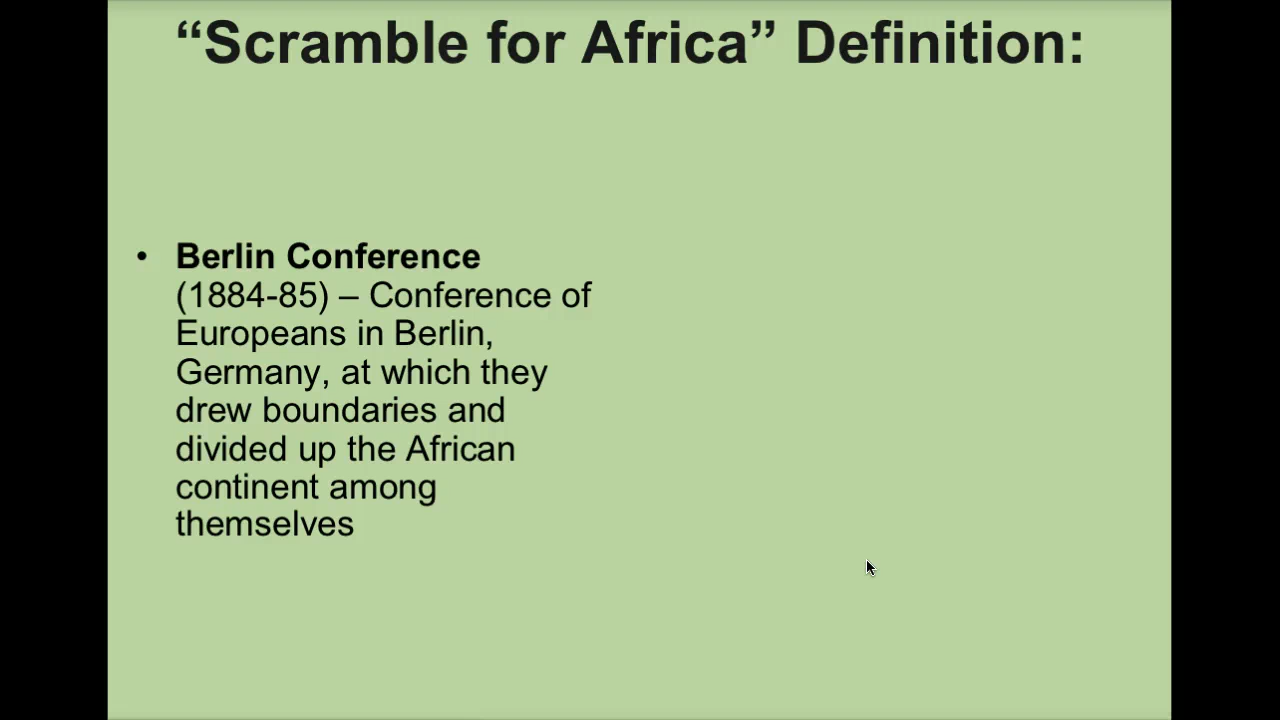 “Scramble for Africa” Definition:
• Berlin Conference
(1884-85) – Conference of
Europeans in Berlin,
Germany, at which they
drew boundaries and
divided up the African
continent among
themselves